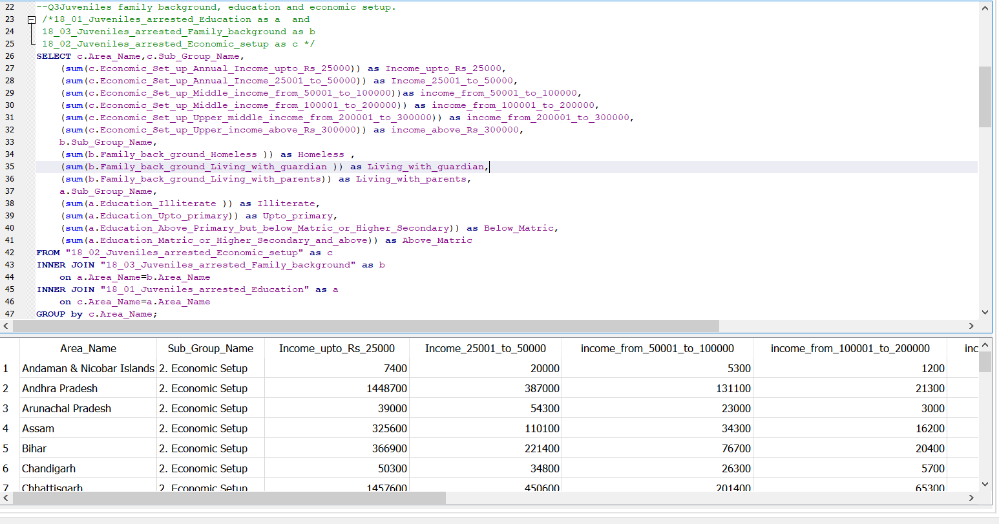 22 --Q3Juveniles family background, education and economic setup.
23 /*18_01_Juveniles_arrested_Education as a  and
24 18_03_Juveniles_arrested_Family_background as b
25 18_02_Juveniles_arrested_Economic_setup as c */
26 SELECT c.Area_Name,c.Sub_Group_Name,
27 (sum(c.Economic_Set_up_Annual_Income_upto_Rs_25000)) as Income_upto_Rs_25000,
28 (sum(c.Economic_Set_up_Annual_Income_25001_to_50000)) as Income_25001_to_50000,
29 (sum(c.Economic_Set_up_Middle_income_from_50001_to_100000))as income_from_50001_to_100000,
30 (sum(c.Economic_Set_up_Middle_income_from_100001_to_200000)) as income_from_100001_to_200000,
31 (sum(c.Economic_Set_up_Upper_middle_income_from_200001_to_300000)) as income_from_200001_to_300000,
32 (sum(c.Economic_Set_up_Upper_income_above_Rs_300000)) as income_above_Rs_300000,
33 b.Sub_Group_Name,
34 (sum(b.Family_back_ground_Homeless )) as Homeless ,
35 (sum(b.Family_back_ground_Living_with_guardian )) as Living_with_guardian,
36 (sum(b.Family_back_ground_Living_with_parents)) as Living_with_parents,
37 a.Sub_Group_Name,
38 (sum(a.Education_Illiterate )) as Illiterate,
39 (sum(a.Education_Upto_primary)) as Upto_primary,
40 (sum(a.Education_Above_Primary_but_below_Matric_or_Higher_Secondary)) as Below_Matric,
41 (sum(a.Education_Matric_or_Higher_Secondary_and_above)) as Above_Matric
42 FROM "18_02_Juveniles_arrested_Economic_setup" as c
43 INNER JOIN "18_03_Juveniles_arrested_Family_background" as b
44 on a.Area_Name=b.Area_Name
45 INNER JOIN "18_01_Juveniles_arrested_Education" as a
46 on c.Area_Name=a.Area_Name
47 GROUP by c.Area_Name;
Area_Name Sub_Group_Name Income_upto_Rs_25000 Income_25001_to_50000 income_from_50001_to_100000 income_from_100001_to_200000 inc
1 Andaman & Nicobar Islands 2. Economic Setup 7400 20000 5300 1200
2 Andhra Pradesh 2. Economic Setup 1448700 387000 131100 21300
3 Arunachal Pradesh 2. Economic Setup 39000 54300 23000 3000
4 Assam 2. Economic Setup 325600 110100 34300 16200
5 Bihar 2. Economic Setup 366900 221400 76700 20400
6 Chandigarh 2. Economic Setup 50300 34800 26300 5700
7 Chhattisgarh 2. Economic Setup 1457600 450600 201400 65300